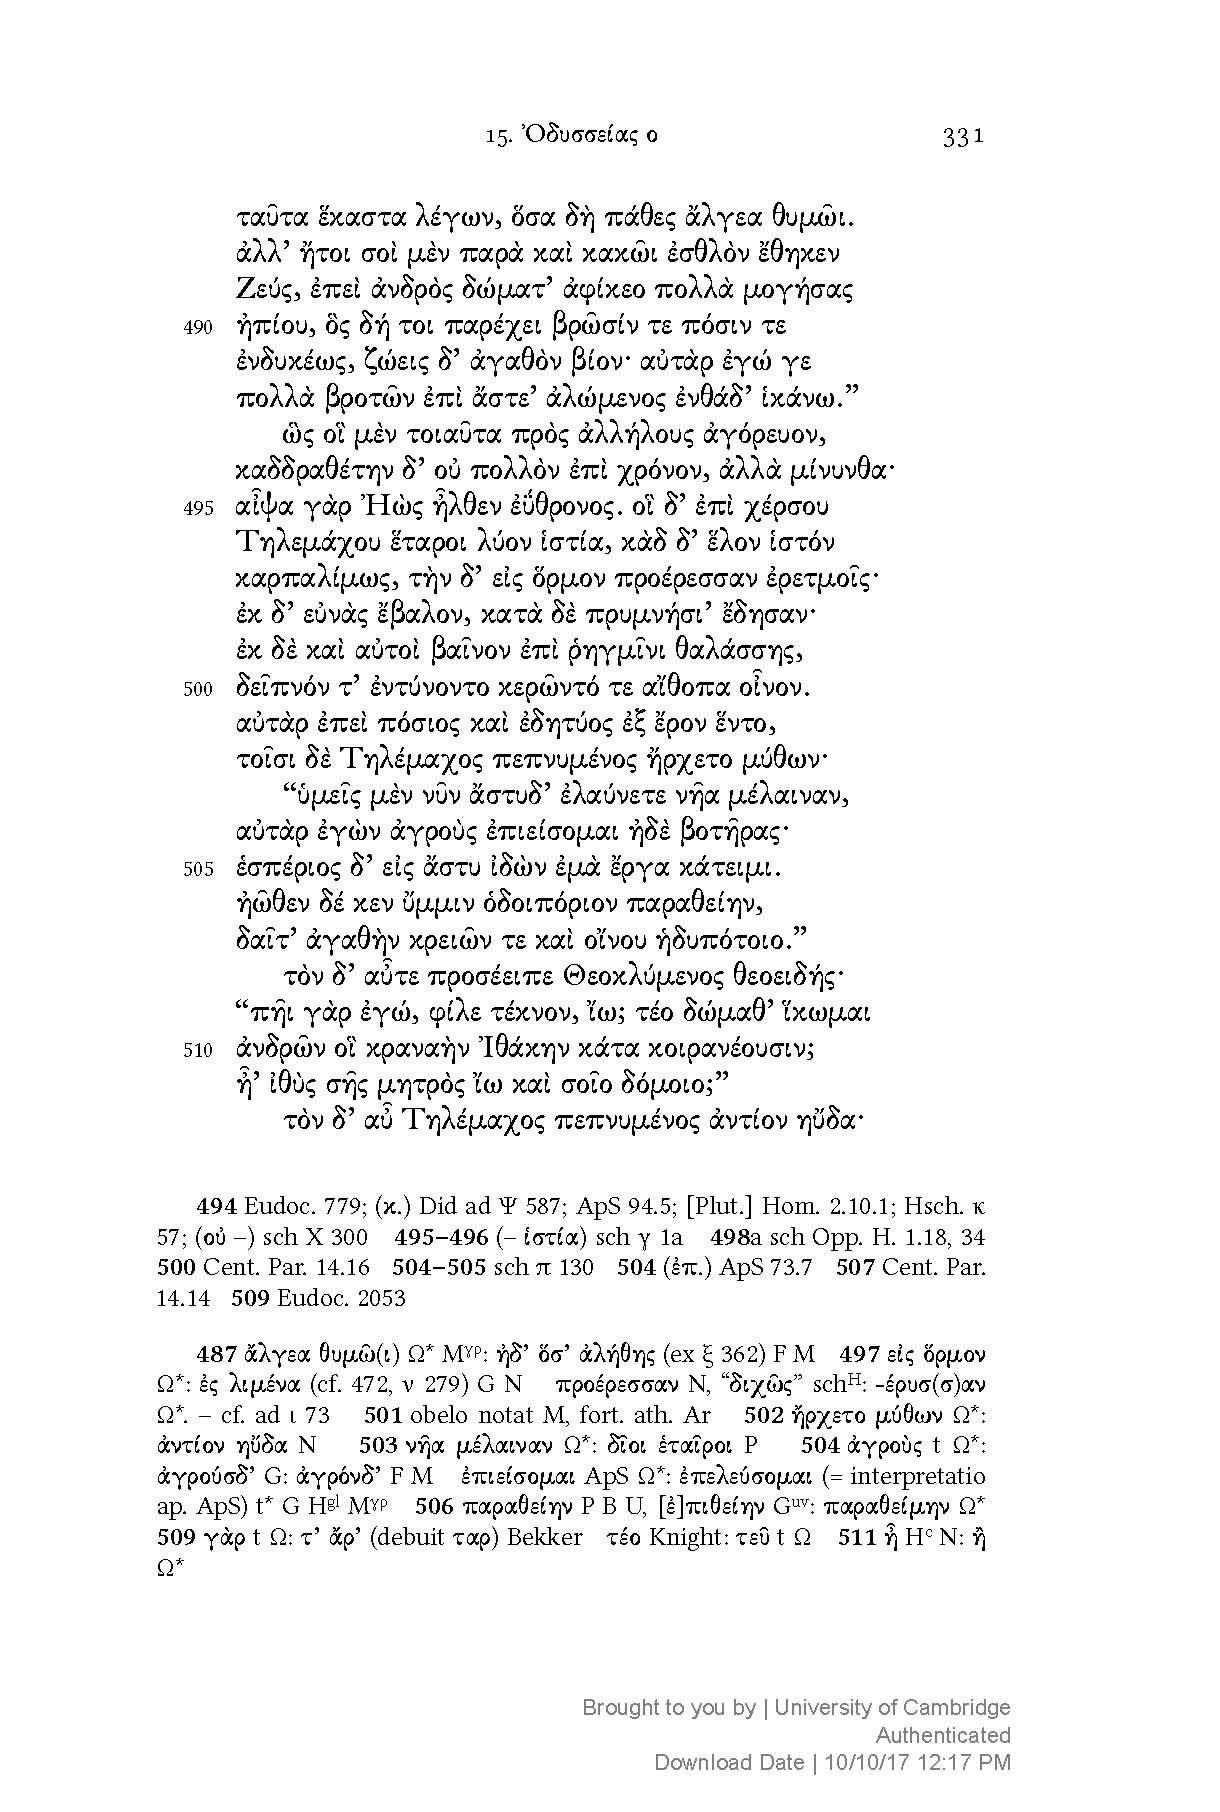 15. Ὀδυσσείας ο 331
ταῦτα ἕκαστα λέγων, ὅσα δὴ πάθες ἄλγεα θυμῶι.
ἀλλ’ ἤτοι σοὶ μὲν παρὰ καὶ κακῶι ἐσθλὸν ἔθηκεν
Ζεύς, ἐπεὶ ἀνδρὸς δώματ’ ἀφίκεο πολλὰ μογήσας
490 ἠπίου, ὃς δή τοι παρέχει βρῶσίν τε πόσιν τε
ἐνδυκέως, ζώεις δ’ ἀγαθὸν βίον· αὐτὰρ ἐγώ γε
πολλὰ βροτῶν ἐπὶ ἄστε’ ἀλώμενος ἐνθάδ’ ἱκάνω.”
ὣς οἳ μὲν τοιαῦτα πρὸς ἀλλήλους ἀγόρευον,
καδδραθέτην δ’ οὐ πολλὸν ἐπὶ χρόνον, ἀλλὰ μίνυνθα·
495 αἶψα γὰρ Ἠὼς ἦλθεν ἐΰθρονος. οἳ δ’ ἐπὶ χέρσου
Τηλεμάχου ἕταροι λύον ἱστία, κὰδ δ’ ἕλον ἱστόν
καρπαλίμως, τὴν δ’ εἰς ὅρμον προέρεσσαν ἐρετμοῖς·
ἐκ δ’ εὐνὰς ἔβαλον, κατὰ δὲ πρυμνήσι’ ἔδησαν·
ἐκ δὲ καὶ αὐτοὶ βαῖνον ἐπὶ ῥηγμῖνι θαλάσσης,
500 δεῖπνόν τ’ ἐντύνοντο κερῶντό τε αἴθοπα οἶνον.
αὐτὰρ ἐπεὶ πόσιος καὶ ἐδητύος ἐξ ἔρον ἕντο,
τοῖσι δὲ Τηλέμαχος πεπνυμένος ἤρχετο μύθων·
“ὑμεῖς μὲν νῦν ἄστυδ’ ἐλαύνετε νῆα μέλαιναν,
αὐτὰρ ἐγὼν ἀγροὺς ἐπιείσομαι ἠδὲ βοτῆρας·
505 ἑσπέριος δ’ εἰς ἄστυ ἰδὼν ἐμὰ ἔργα κάτειμι.
ἠῶθεν δέ κεν ὔμμιν ὁδοιπόριον παραθείην,
δαῖτ’ ἀγαθὴν κρειῶν τε καὶ οἴνου ἡδυπότοιο.”
τὸν δ’ αὖτε προσέειπε Θεοκλύμενος θεοειδής·
“πῆι γὰρ ἐγώ, φίλε τέκνον, ἴω; τέο δώμαθ’ ἵκωμαι
510 ἀνδρῶν οἳ κραναὴν Ἰθάκην κάτα κοιρανέουσιν;
ἦ’ ἰθὺς σῆς μητρὸς ἴω καὶ σοῖο δόμοιο;”
τὸν δ’ αὖ Τηλέμαχος πεπνυμένος ἀντίον ηὔδα·
494 Eudoc. 779; (κ.) Did ad Ψ 587; ApS 94.5; [Plut.] Hom. 2.10.1; Hsch. κ
57; (οὐ –) sch X 300 495–496 (– ἱστία) sch γ 1a 498a sch Opp. H. 1.18, 34
500 Cent. Par. 14.16 504–505 sch π 130 504 (ἐπ.) ApS 73.7 507 Cent. Par.
14.14 509 Eudoc. 2053
487 ἄλγεα θυμῶ(ι) Ω* Mγρ: ἠδ’ ὅσ’ ἀλήθης (ex ξ 362) F M 497 εἰς ὅρμον
Ω*: ἐς λιμένα (cf. 472, ν 279) G N προέρεσσαν N, “διχῶς” schH: -έρυσ(σ)αν
Ω*. – cf. ad ι 73 501 obelo notat M, fort. ath. Ar 502 ἤρχετο μύθων Ω*:
ἀντίον ηὔδα N 503 νῆα μέλαιναν Ω*: δῖοι ἑταῖροι P 504 ἀγροὺς t Ω*:
ἀγρούσδ’ G: ἀγρόνδ’ F M ἐπιείσομαι ApS Ω*: ἐπελεύσομαι (= interpretatio
ap. ApS) t* G Hgl Mγρ 506 παραθείην P B U, [ἐ]πιθείην Guv: παραθείμην Ω*
509 γὰρ t Ω: τ’ ἄρ’ (debuit ταρ) Bekker τέο Knight: τεῦ t Ω 511 ἦ Hc N: ἢ
Ω*
Brought to you by | University of Cambridge
Authenticated
Download Date | 10/10/17 12:17 PM